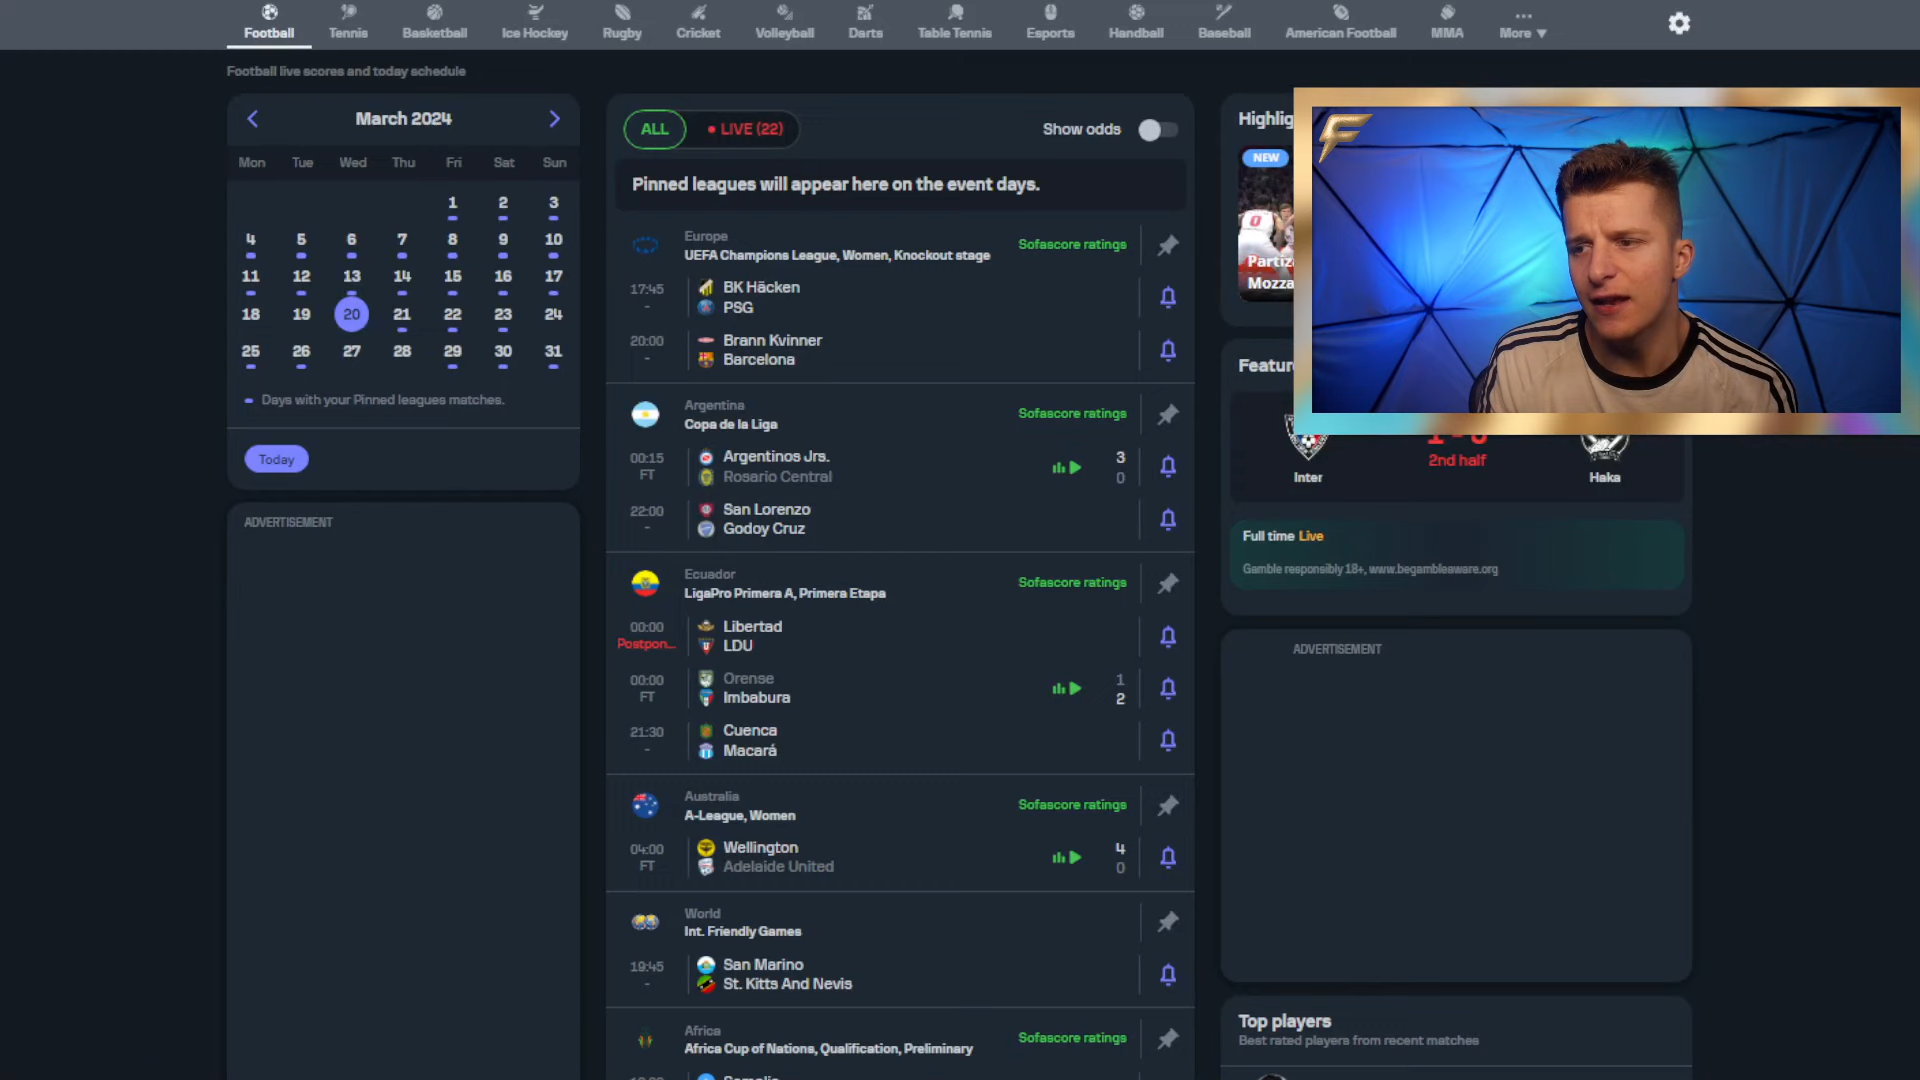 Football
Tennis
Basketball
Ice Hockey
Rugby
Cricket
Volleyball
Darts
Table Tennis
Esports
Handball
Baseball
American Football
MMA
More ▼
Football live scores and today schedule
March 2024
Mon Tue Wed Thu Fri Sat Sun
1 2 3
4 5 6 7 8 9 10
11 12 13 14 15 16 17
18 19 20 21 22 23 24
25 26 27 28 29 30 31
Days with your Pinned leagues matches.
Today
ADVERTISEMENT
ALL
LIVE (22)
Show odds
Pinned leagues will appear here on the event days.
Europe
UEFA Champions League, Women, Knockout stage
Sofascore ratings
17:45
-
BK Häcken
PSG
20:00
-
Brann Kvinner
Barcelona
Argentina
Copa de la Liga
Sofascore ratings
00:15
FT
Argentinos Jrs.
Rosario Central
3
0
22:00
-
San Lorenzo
Godoy Cruz
Ecuador
LigaPro Primera A, Primera Etapa
Sofascore ratings
00:00
Postpon...
Libertad
LDU
00:00
FT
Orense
Imbabura
1
2
21:30
-
Cuenca
Macará
Australia
A-League, Women
Sofascore ratings
04:00
FT
Wellington
Adelaide United
4
0
World
Int. Friendly Games
19:45
-
San Marino
St. Kitts And Nevis
Africa
Africa Cup of Nations, Qualification, Preliminary
Sofascore ratings
Highlig
NEW
Partiz
Mozza
Featur
F
2nd half
Inter
Haka
Full time Live
Gamble responsibly 18+, www.begambleaware.org
ADVERTISEMENT
Top players
Best rated players from recent matches